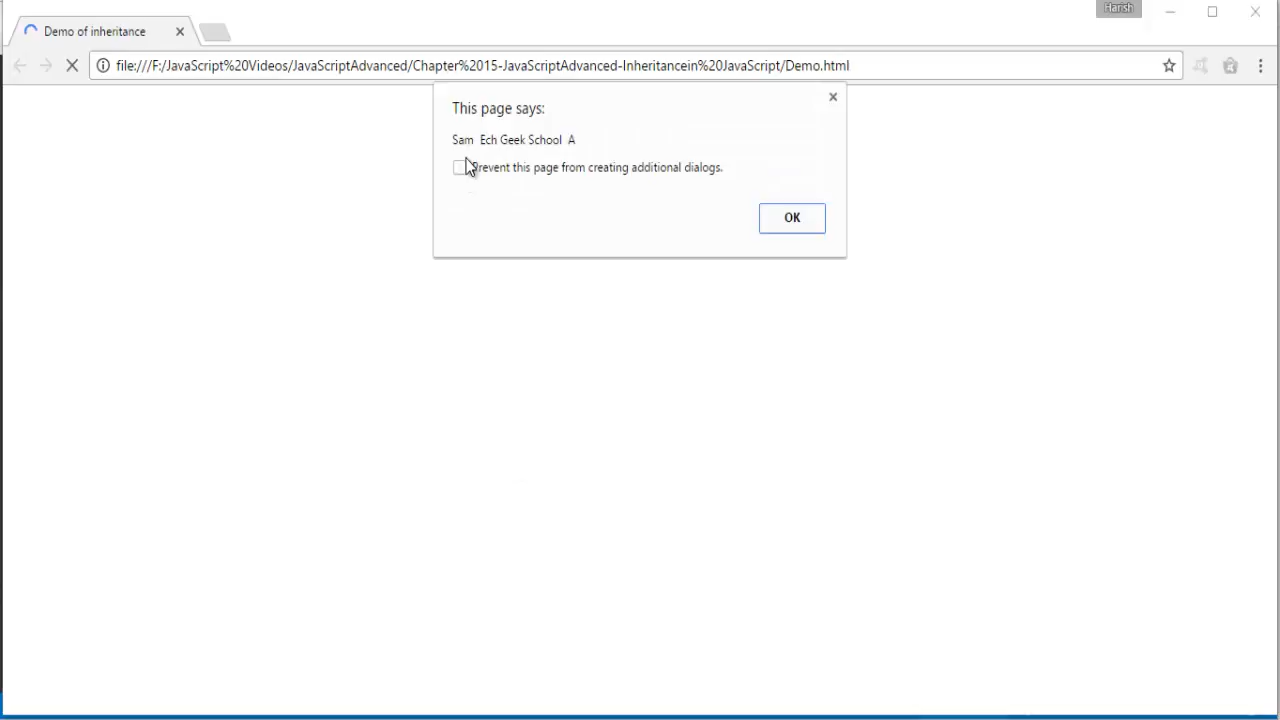 Harish
Demo of inheritance
file:///F:/JavaScript%20Videos/JavaScriptAdvanced/Chapter%2015-JavaScriptAdvanced-Inheritancein%20JavaScript/Demo.html
This page says:
Sam Ech Geek School A
Prevent this page from creating additional dialogs.
OK